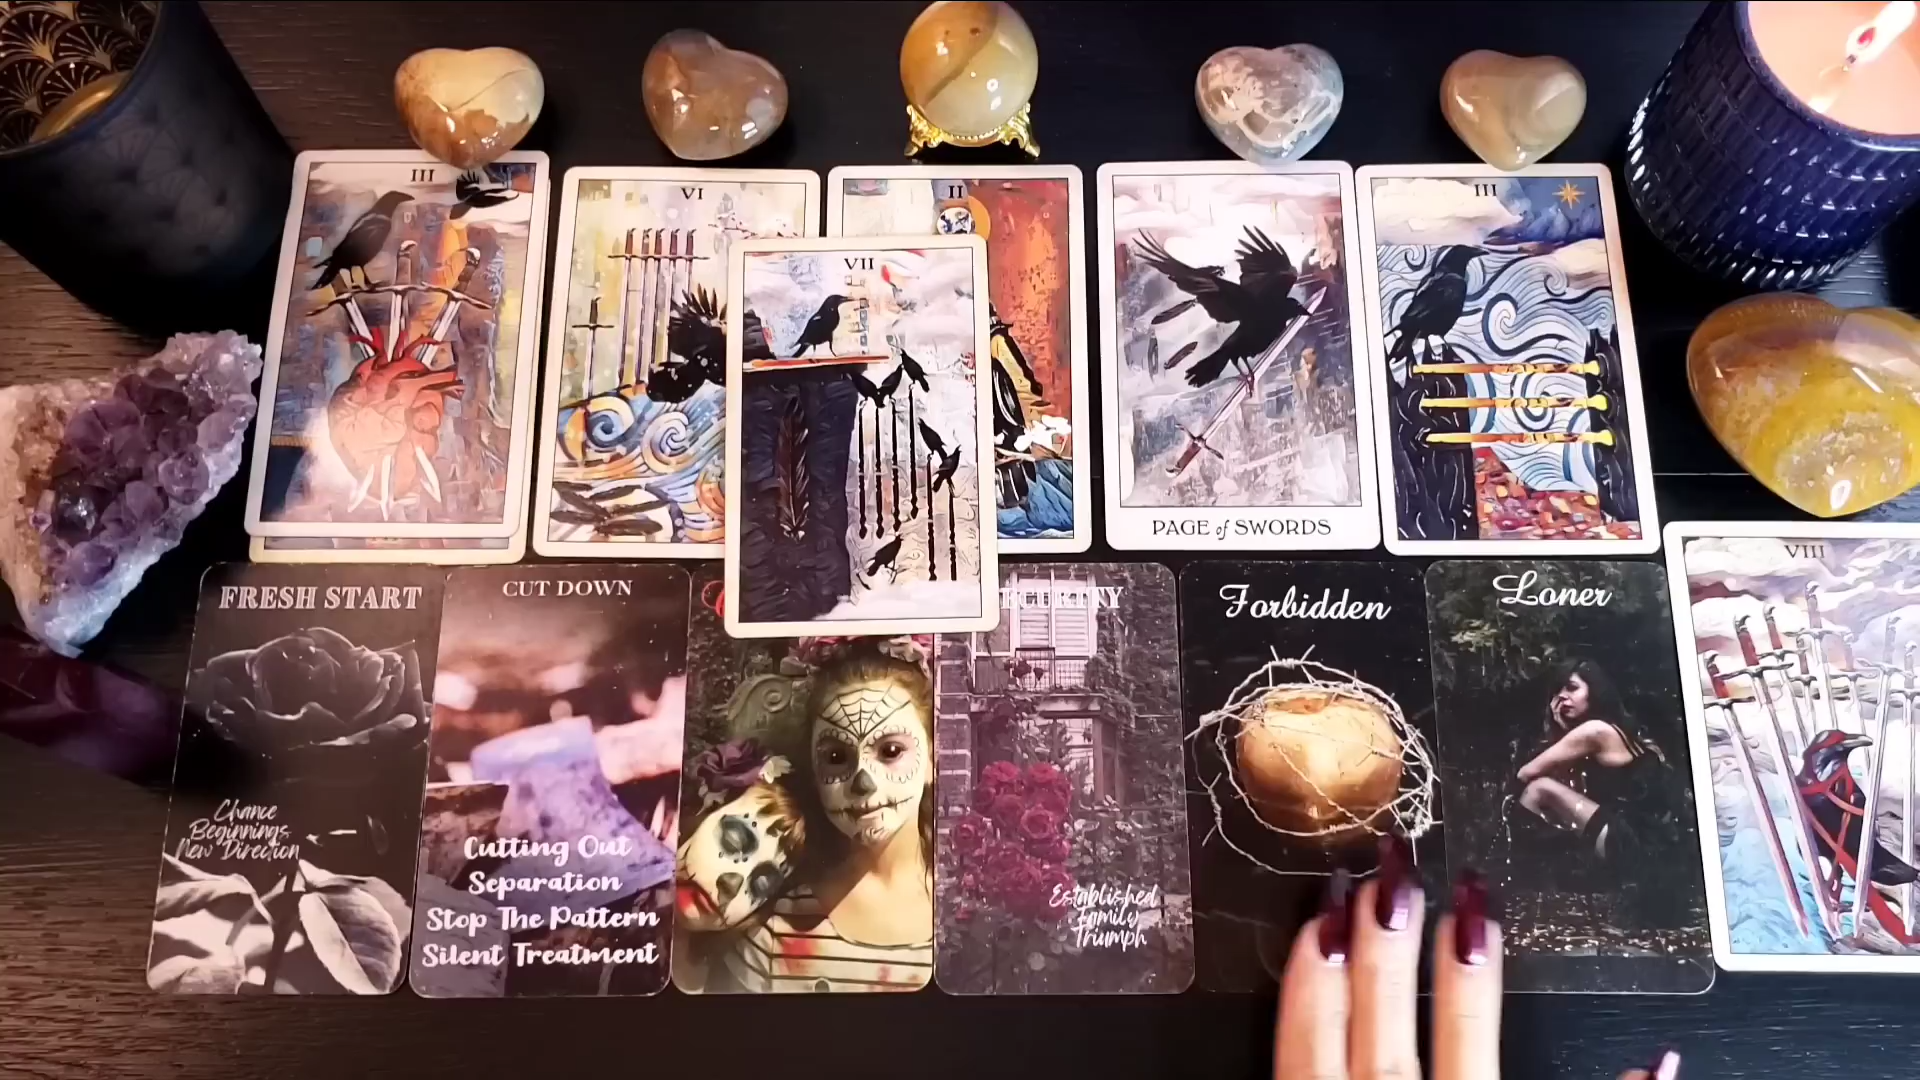 III
VI
II
VII
PAGE of SWORDS
III
VIII
FRESH START
Chance
Beginnings
New Direction
CUT DOWN
Cutting Out
Separation
Stop The Pattern
Silent Treatment
Established
Family
Triumph
Forbidden
Loner